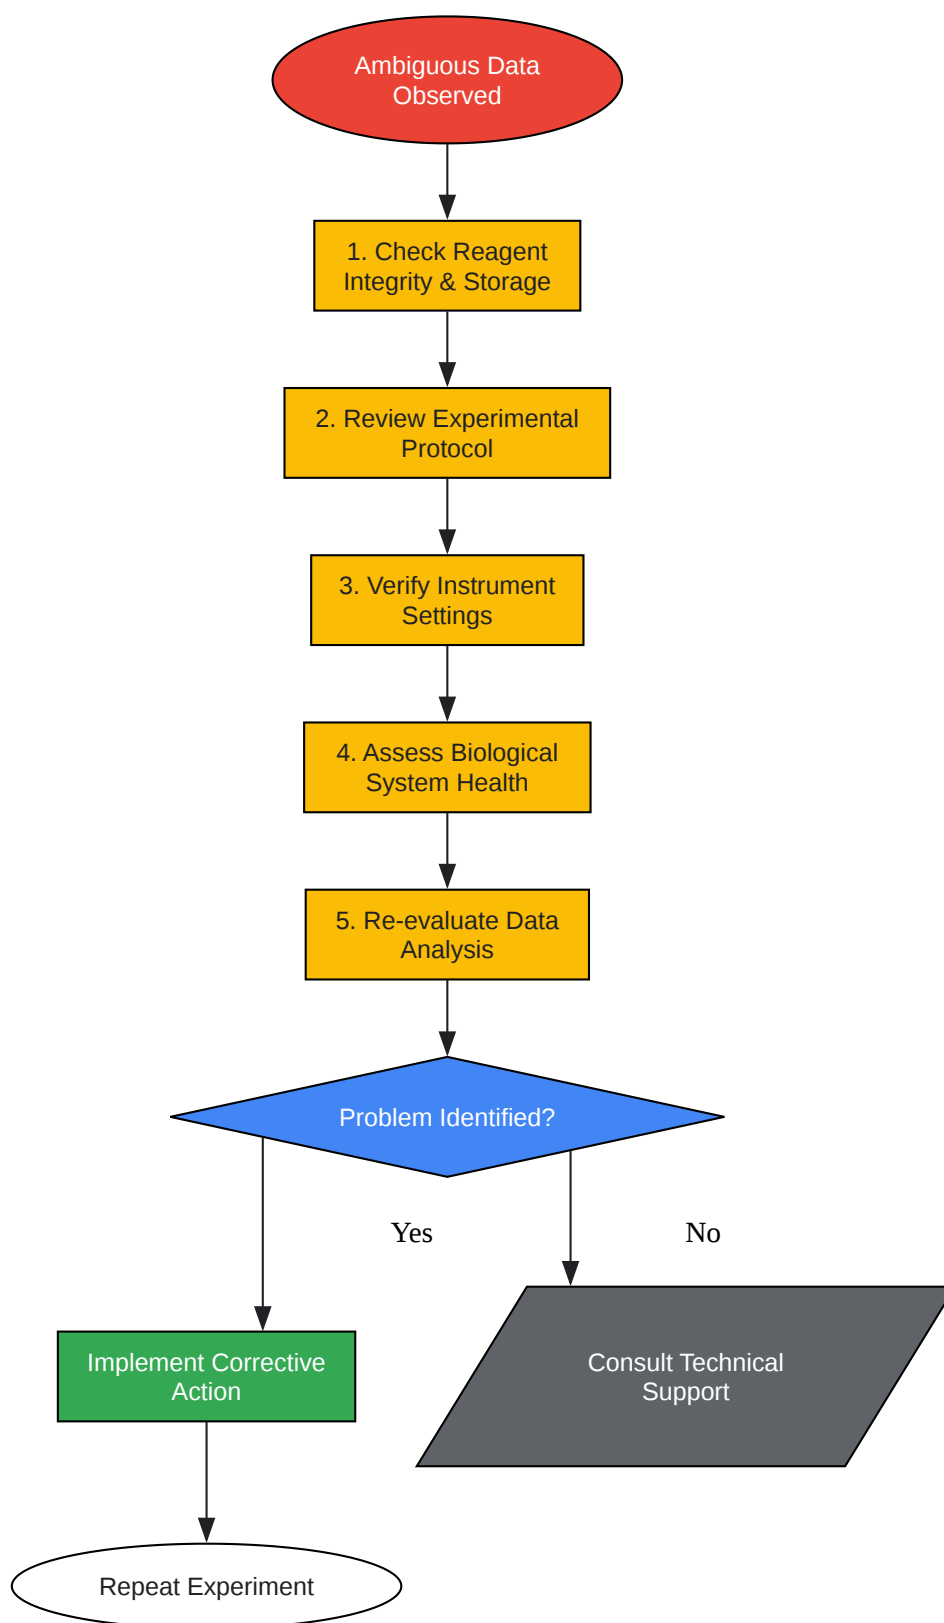 Ambiguous Data
Observed
1. Check Reagent
Integrity & Storage
2. Review Experimental
Protocol
3. Verify Instrument
Settings
4. Assess Biological
System Health
5. Re-evaluate Data
Analysis
Problem Identified?
Yes
No
Implement Corrective
Action
Consult Technical
Support
Repeat Experiment